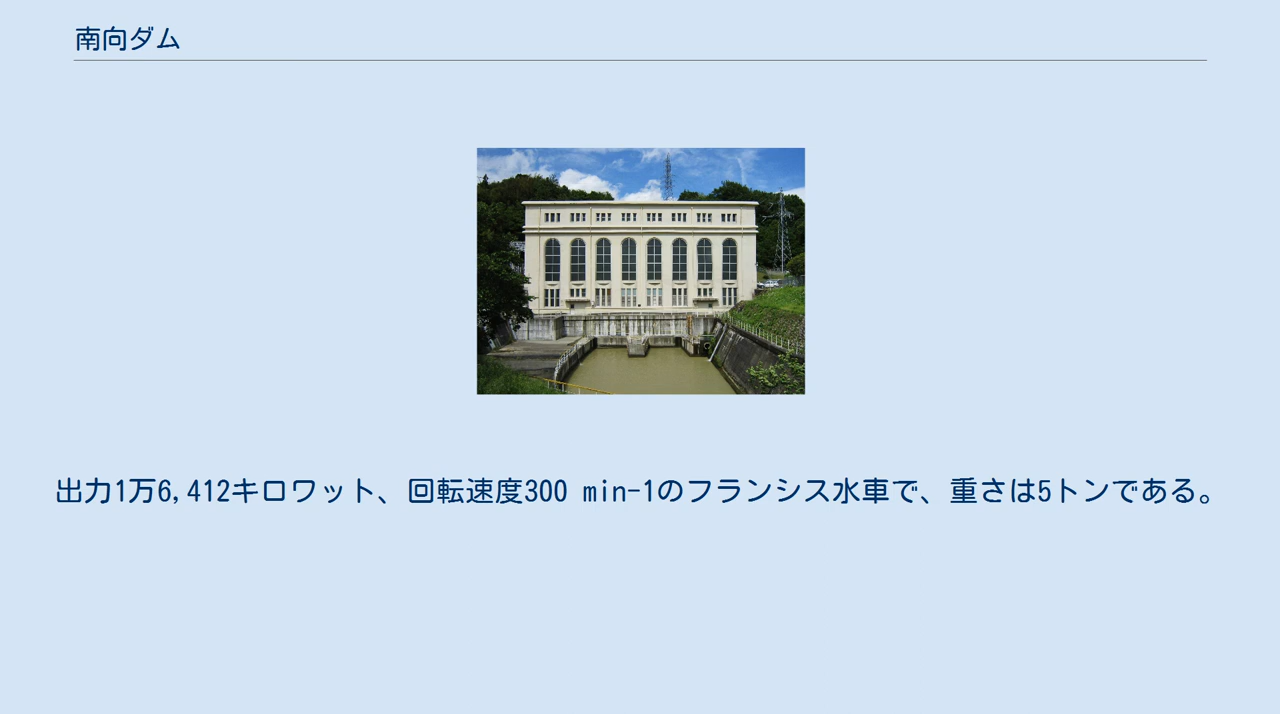 南向ダム
出力1万6,412キロワット、回転速度300 min-1のフランシス水車で、重さは5トンである。